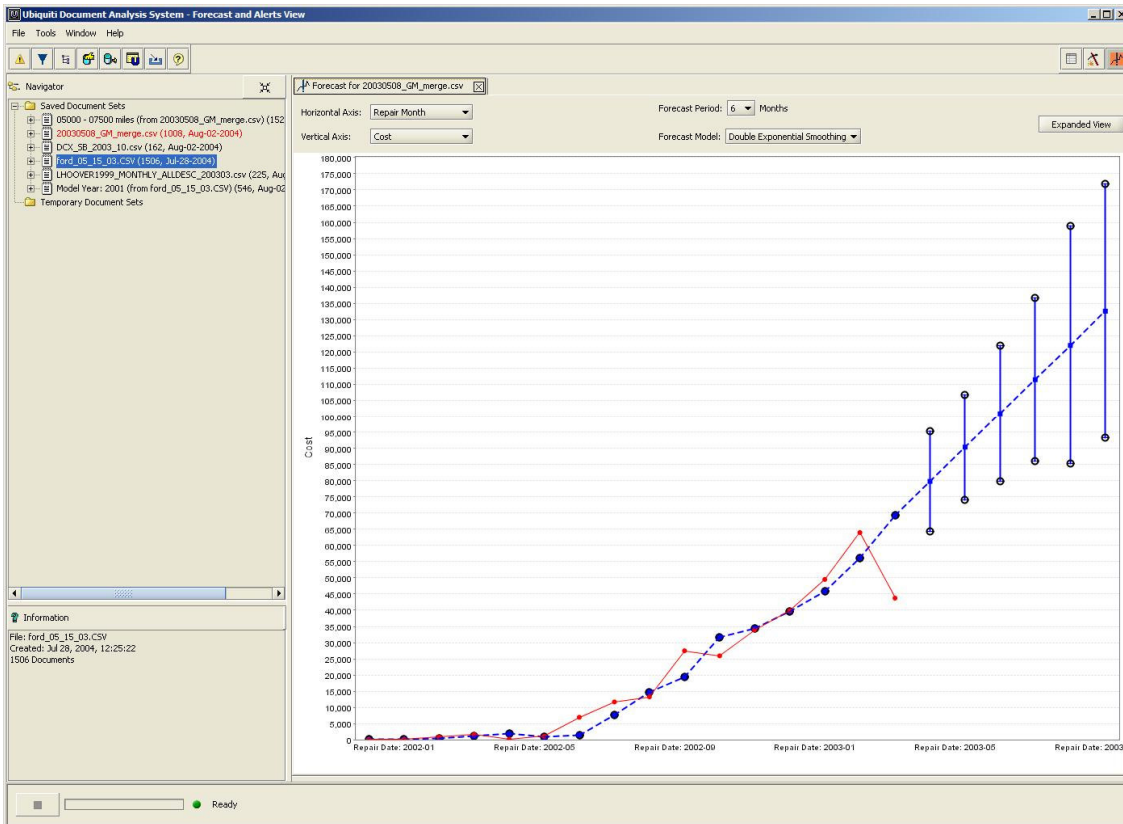 Ubiquiti Document Analysis System - Forecast and Alerts View
File Tools Window Help
Navigator
Saved Document Sets
05000 - 07500 miles (from 20030508_GM_merge.csv) (152
20030508_GM_merge.csv (1008, Aug-02-2004)
DCX_SB_2003_10.csv (162, Aug-02-2004)
ford_05_15_03.CSV (1506, Jul-28-2004)
LHOOVER1999_MONTHLY_ALLDESC_200303.csv (225, Aug
Model Year: 2001 (from ford_05_15_03.CSV) (546, Aug-02
Temporary Document Sets
Information
File: ford_05_15_03.CSV
Created: Jul 28, 2004, 12:25:22
1506 Documents
Forecast for 20030508_GM_merge.csv
Horizontal Axis: Repair Month
Forecast Period: 6 Months
Vertical Axis: Cost
Forecast Model: Double Exponential Smoothing
Expanded View
180,000
175,000
170,000
165,000
160,000
155,000
150,000
145,000
140,000
135,000
130,000
125,000
120,000
115,000
110,000
105,000
100,000
95,000
90,000
85,000
80,000
75,000
70,000
65,000
60,000
55,000
50,000
45,000
40,000
35,000
30,000
25,000
20,000
15,000
10,000
5,000
0
Cost
Repair Date: 2002-01 Repair Date: 2002-05 Repair Date: 2002-09 Repair Date: 2003-01 Repair Date: 2003-05 Repair Date: 2003
Ready